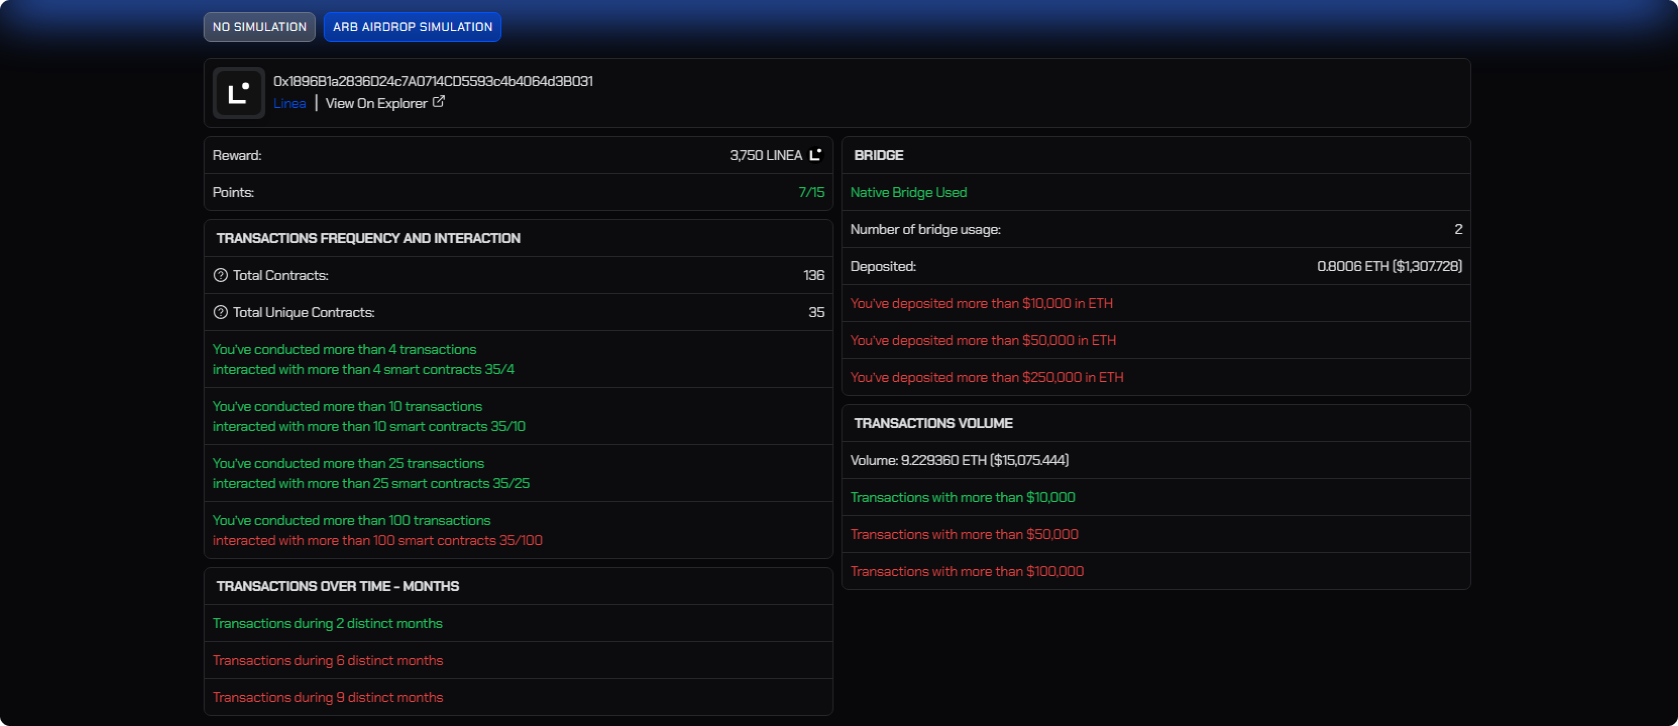 NO SIMULATION
ARB AIRDROP SIMULATION
0x1896B1a2836D24c7A0714CD5593c4b4064d3B031
Linea | View On Explorer
Reward: 3,750 LINEA
Points: 7/15
TRANSACTIONS FREQUENCY AND INTERACTION
Total Contracts: 136
Total Unique Contracts: 35
You've conducted more than 4 transactions
interacted with more than 4 smart contracts 35/4
You've conducted more than 10 transactions
interacted with more than 10 smart contracts 35/10
You've conducted more than 25 transactions
interacted with more than 25 smart contracts 35/25
You've conducted more than 100 transactions
interacted with more than 100 smart contracts 35/100
TRANSACTIONS OVER TIME - MONTHS
Transactions during 2 distinct months
Transactions during 6 distinct months
Transactions during 9 distinct months
BRIDGE
Native Bridge Used
Number of bridge usage: 2
Deposited: 0.8006 ETH ($1,307.728)
You've deposited more than $10,000 in ETH
You've deposited more than $50,000 in ETH
You've deposited more than $250,000 in ETH
TRANSACTIONS VOLUME
Volume: 9.229360 ETH ($15,075.444)
Transactions with more than $10,000
Transactions with more than $50,000
Transactions with more than $100,000